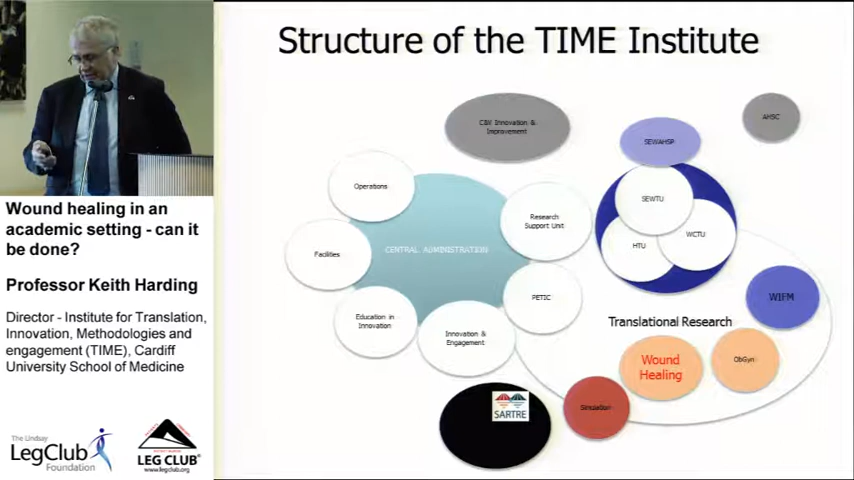 Structure of the TIME Institute
CBV Innovation &
Improvement
AHSC
SEWAHSP
Operations
SEWTU
Research
Support Unit
WCTU
HTU
CENTRAL ADMINISTRATION
Facilities
PETIC
WIFM
Education in
Innovation
Translational Research
Innovation &
Engagement
Wound
Healing
ObGyn
SARTRE
Simulation
Wound healing in an
academic setting - can it
be done?
Professor Keith Harding
Director - Institute for Translation,
Innovation, Methodologies and
engagement (TIME), Cardiff
University School of Medicine
The Lindsay
LegClub
Foundation
LEG CLUB®
www.legclub.org